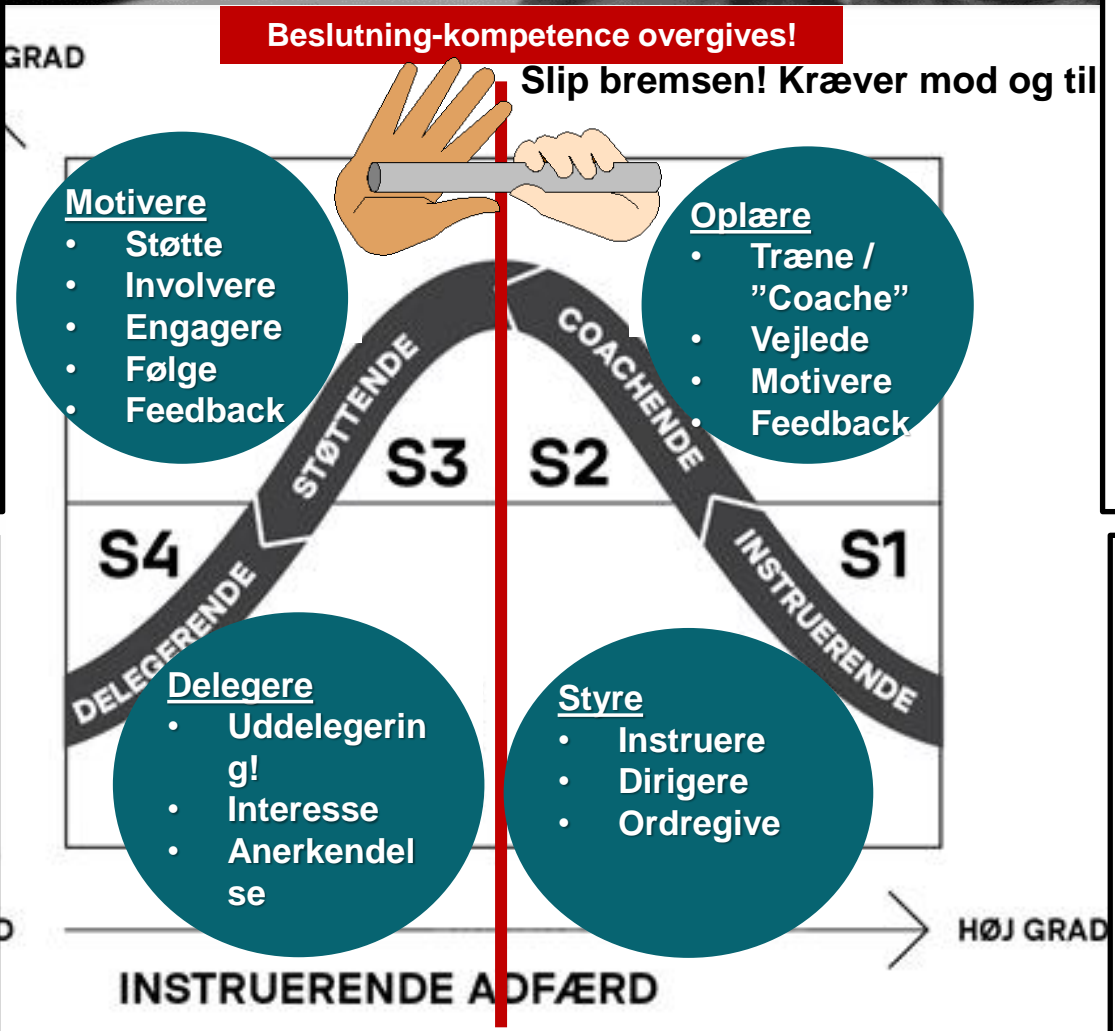 Beslutning-kompetence overgives!
GRAD
Slip bremsen! Kræver mod og til
Motivere
• Støtte
• Involvere
• Engagere
• Følge
• Feedback
Oplære
• Træne /
”Coache”
• Vejlede
• Motivere
• Feedback
STØTTENDE
COACHENDE
S3
S2
S4
S1
DELEGERENDE
INSTRUERENDE
Delegere
• Uddelegerin
g!
• Interesse
• Anerkendel
se
Styre
• Instruere
• Dirigere
• Ordregive
HØJ GRAD
INSTRUERENDE ADFÆRD